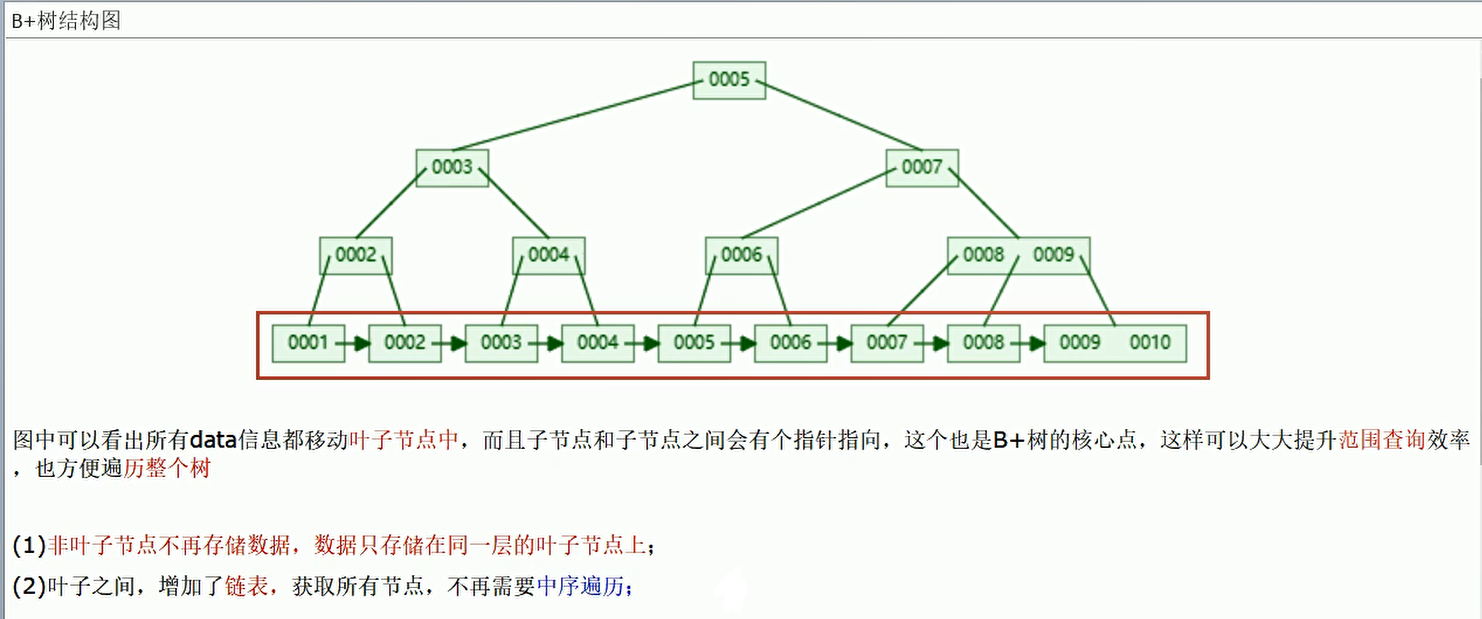 B+树结构图
0005
0003 0007
0002 0004 0006 0008 0009
0001 0002 0003 0004 0005 0006 0007 0008 0009 0010
图中可以看出所有data信息都移动叶子节点中，而且子节点和子节点之间会有个指针指向，这个也是B+树的核心点，这样可以大大提升范围查询效率
，也方便遍历整个树
(1)非叶子节点不再存储数据，数据只存储在同一层的叶子节点上；
(2)叶子之间，增加了链表，获取所有节点，不再需要中序遍历；